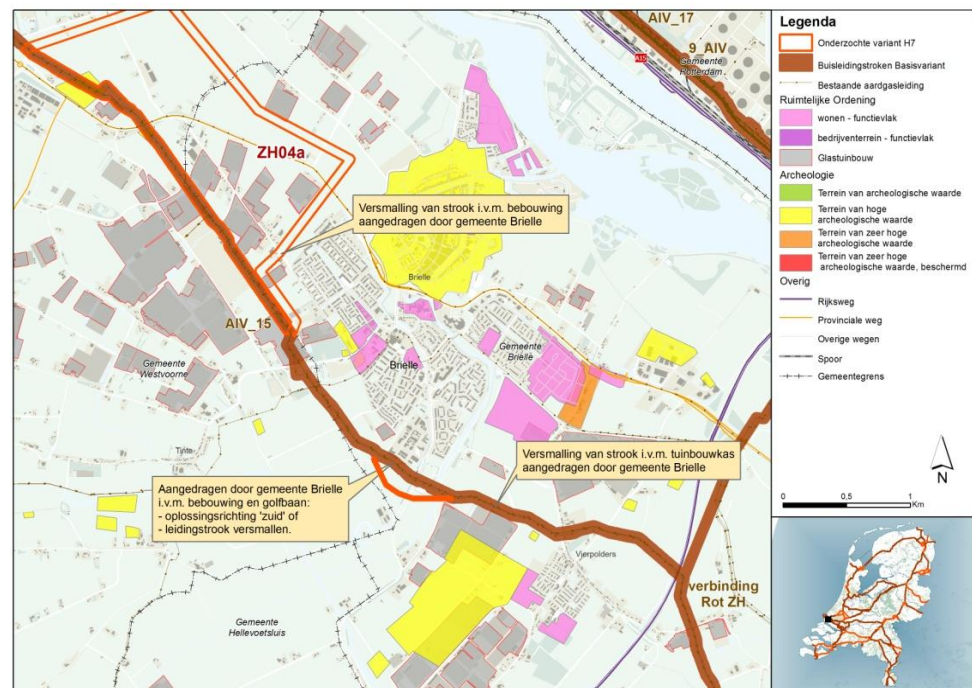 AIV_17
9_AIV
Gemeente
Rotterdam
A15
ZH04a
Versmalling van strook i.v.m. bebouwing
aangedragen door gemeente Brielle
Brielle
AIV_15
Gemeente
Westvoorne
Brielle
Gemeente
Brielle
Tinte
Versmalling van strook i.v.m. tuinbouwkas
aangedragen door gemeente Brielle
Aangedragen door gemeente Brielle
i.v.m. bebouwing en golfbaan:
- oplossingsrichting 'zuid' of
- leidingstrook versmallen.
Vierpolders
verbinding
Rot ZH
Gemeente
Hellevoetsluis
Legenda
Onderzochte variant H7
Buisleidingstroken Basisvariant
Bestaande aardgasleiding
Ruimtelijke Ordening
wonen - functievlak
bedrijventerrein - functievlak
Glastuinbouw
Archeologie
Terrein van archeologische waarde
Terrein van hoge
archeologische waarde
Terrein van zeer hoge
archeologische waarde
Terrein van zeer hoge
archeologische waarde, beschermd
Overig
Rijksweg
Provinciale weg
Overige wegen
Spoor
Gemeentegrens
N
0 0,5 1
Km